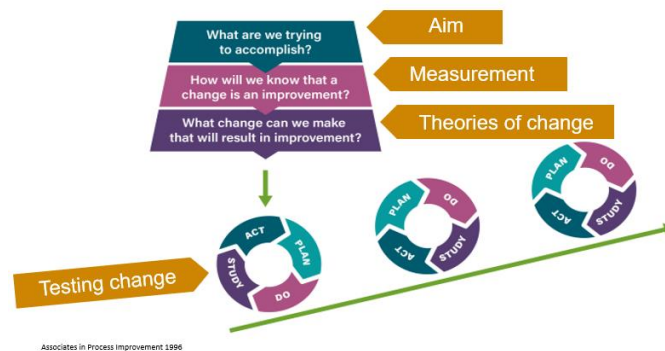 What are we trying
to accomplish?
Aim
How will we know that a
change is an improvement?
Measurement
What change can we make
that will result in improvement?
Theories of change
Testing change
ACT
PLAN
DO
STUDY
PLAN
DO
STUDY
ACT
PLAN
DO
STUDY
ACT
Associates in Process Improvement 1996